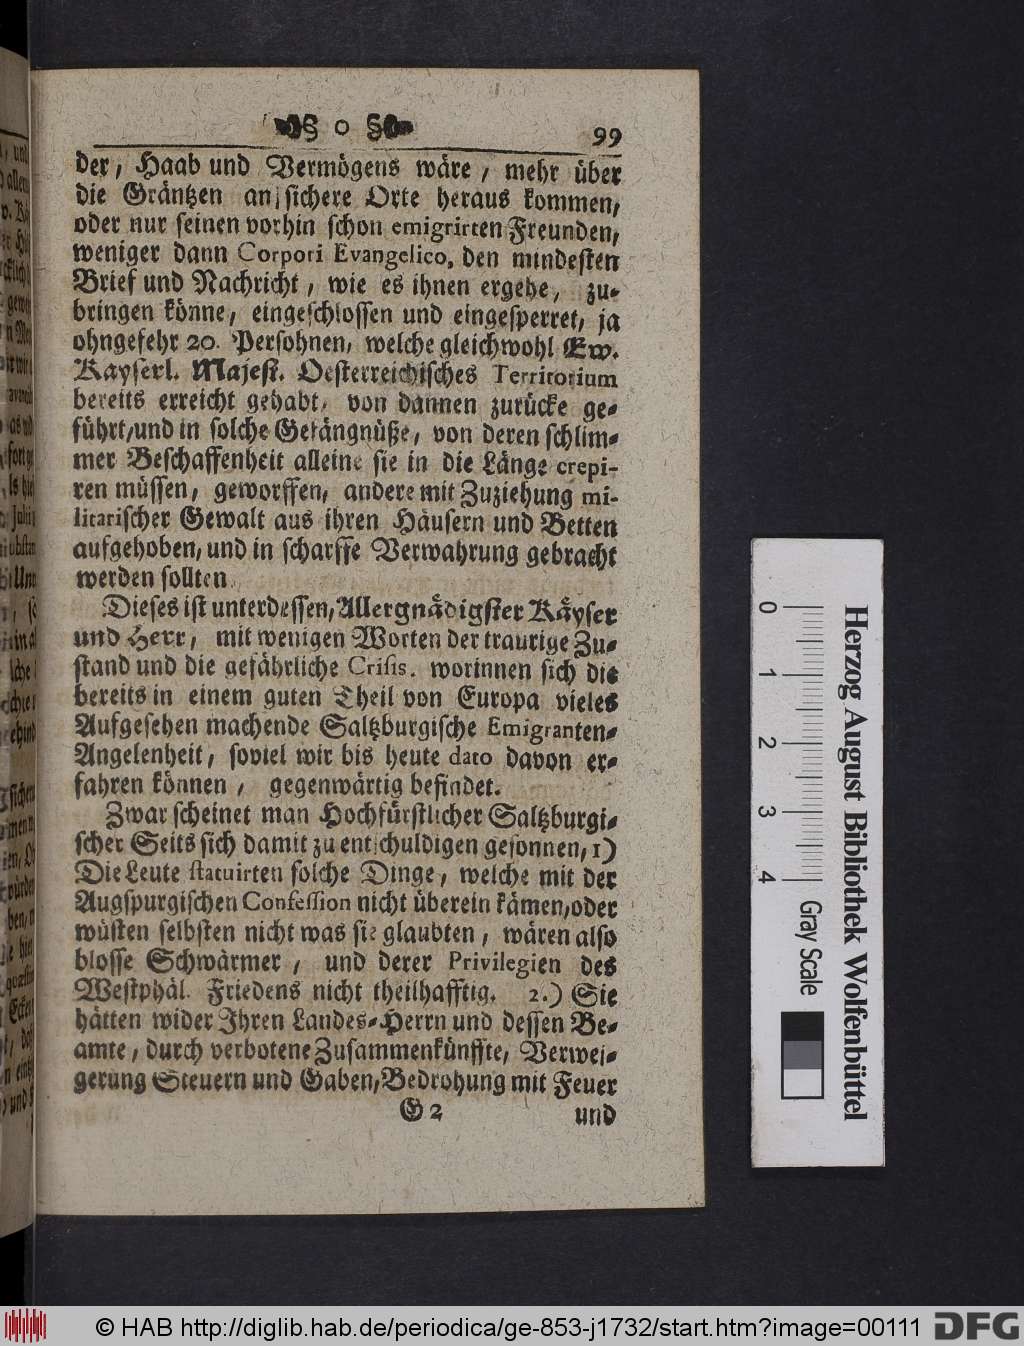 § o §
99
der, Haab und Vermögens wäre, mehr über
die Gräntzen an sichere Orte heraus kommen,
oder nur seinen vorhin schon emigrirten Freunden,
weniger dann Corpori Evangelico, den mindesten
Brief und Nachricht, wie es ihnen ergehe, zu-
bringen könne, eingeschlossen und eingesperret, ja
ohngefehr 20. Persohnen, welche gleichwohl Ew.
Kayserl. Majest. Oesterreichisches Territorium
bereits erreicht gehabt, von dannen zurücke ge-
führt, und in solche Gefängnüße, von deren schlim-
mer Beschaffenheit alleine sie in die Länge crepi-
ren müssen, geworffen, andere mit Zuziehung mi-
litarischer Gewalt aus ihren Häusern und Betten
aufgehoben, und in scharffe Verwahrung gebracht
werden sollten.
Dieses ist unterdessen, Allergnädigster Käyser
und Herr, mit wenigen Worten der traurige Zu-
stand und die gefährliche Crisis. worinnen sich die
bereits in einem guten Theil von Europa vieles
Aufgesehen machende Saltzburgische Emigranten-
Angelenheit, soviel wir bis heute dato davon er-
fahren können, gegenwärtig befindet.
Zwar scheinet man Hochfürstlicher Saltzburgi-
scher Seits sich damit zu entschuldigen gesonnen, 1)
Die Leute statuirten solche Dinge, welche mit der
Augspurgischen Confession nicht überein kämen, oder
wüsten selbsten nicht was sie glaubten, wären also
blosse Schwärmer, und derer Privilegien des
Westphäl. Friedens nicht theilhafftig. 2.) Sie
hätten wider Ihren Landes-Herrn und dessen Be-
amte, durch verbotene Zusammenkünffte, Verwei-
gerung Steuern und Gaben, Bedrohung mit Feuer
G 2
und
0 1 2 3 4
Gray Scale
Herzog August Bibliothek Wolfenbüttel
© HAB http://diglib.hab.de/periodica/ge-853-j1732/start.htm?image=00111
DFG